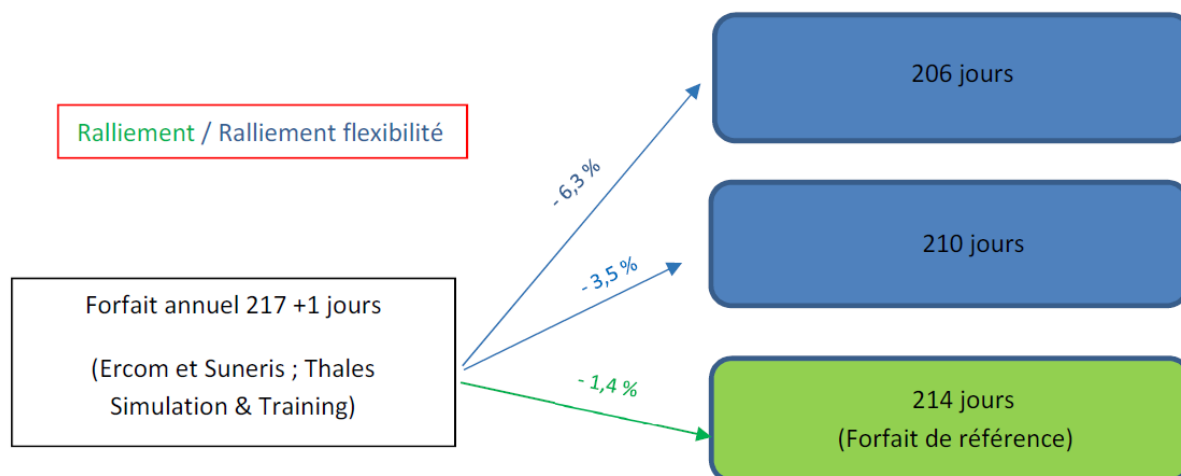 206 jours
Ralliement / Ralliement flexibilité
- 6,3 %
210 jours
- 3,5 %
Forfait annuel 217 +1 jours
(Ercom et Suneris ; Thales
Simulation & Training)
- 1,4 %
214 jours
(Forfait de référence)